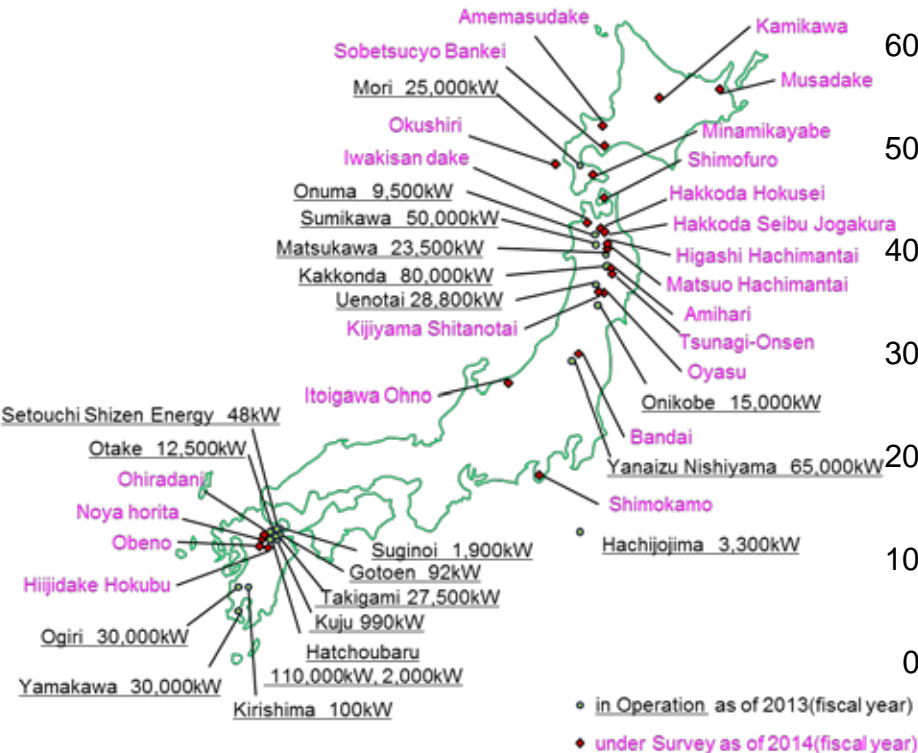 Amemasudake
Kamikawa
60
Sobetsucyo Bankei
Musadake
Mori 25,000kW
Okushiri
Minamikayabe
50
Iwakisan dake
Shimofuro
Onuma 9,500kW
Hakkoda Hokusei
Sumikawa 50,000kW
Hakkoda Seibu Jogakura
Matsukawa 23,500kW
Higashi Hachimantai
40
Kakkonda 80,000kW
Matsuo Hachimantai
Uenotai 28,800kW
Amihari
Kijiyama Shitanotai
Tsunagi-Onsen
30
Oyasu
Itoigawa Ohno
Onikobe 15,000kW
Setouchi Shizen Energy 48kW
Bandai
Otake 12,500kW
Yanaizu Nishiyama 65,000kW
20
Ohiradani
Shimokamo
Noya horita
Obeno
Suginoi 1,900kW
Hachijojima 3,300kW
10
Gotoen 92kW
Hiijidake Hokubu
Takigami 27,500kW
Kuju 990kW
Ogiri 30,000kW
Hatchoubaru
110,000kW, 2,000kW
0
Yamakawa 30,000kW
Kirishima 100kW
in Operation as of 2013(fiscal year)
under Survey as of 2014(fiscal year)